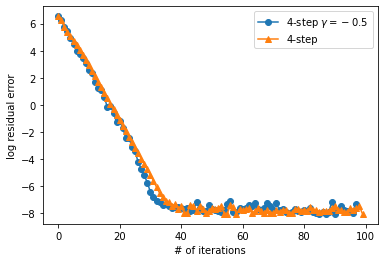 4-step γ = −0.5
4-step
log residual error
6
4
2
0
−2
−4
−6
−8
0 20 40 60 80 100
# of iterations